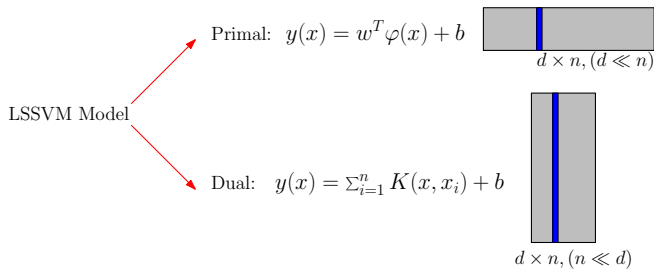 Primal: y(x) = w^T φ(x) + b
d × n, (d ≪ n)
LSSVM Model
Dual: y(x) = Σ_{i=1}^n K(x, x_i) + b
d × n, (n ≪ d)